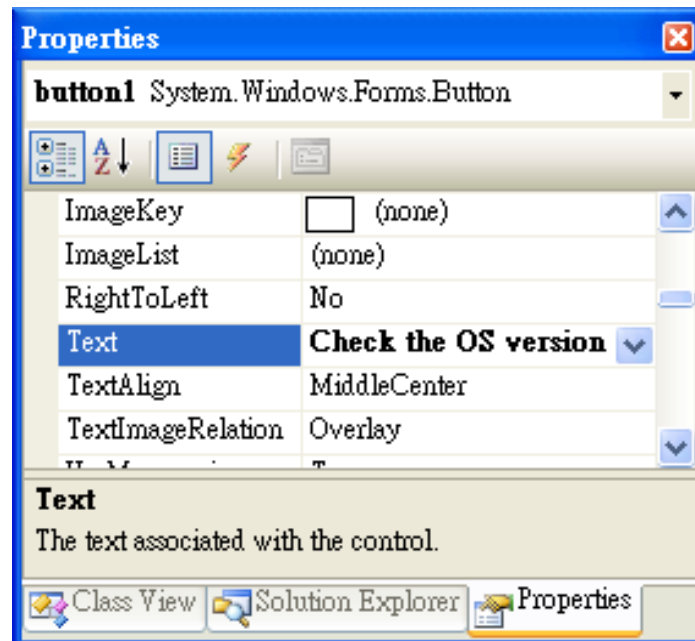 Properties
button1 System.Windows.Forms.Button
ImageKey (none)
ImageList (none)
RightToLeft No
Text Check the OS version
TextAlign MiddleCenter
TextImageRelation Overlay
Text
The text associated with the control.
Class View Solution Explorer Properties